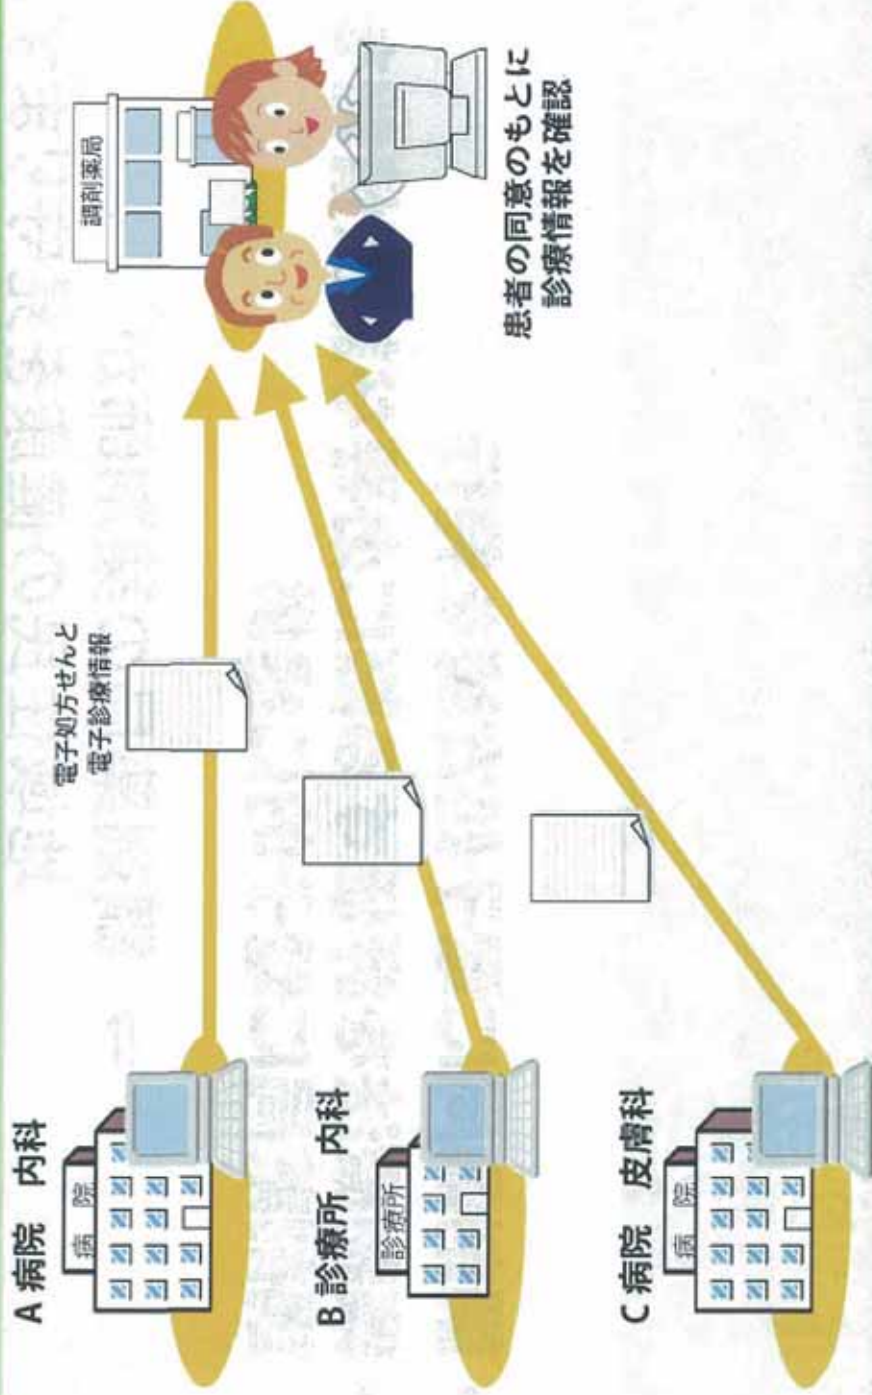 A 病院 内科
病 院
電子処方せんと
電子診療情報
調剤薬局
B 診療所 内科
診療所
患者の同意のもとに
診療情報を確認
C 病院 皮膚科
病 院